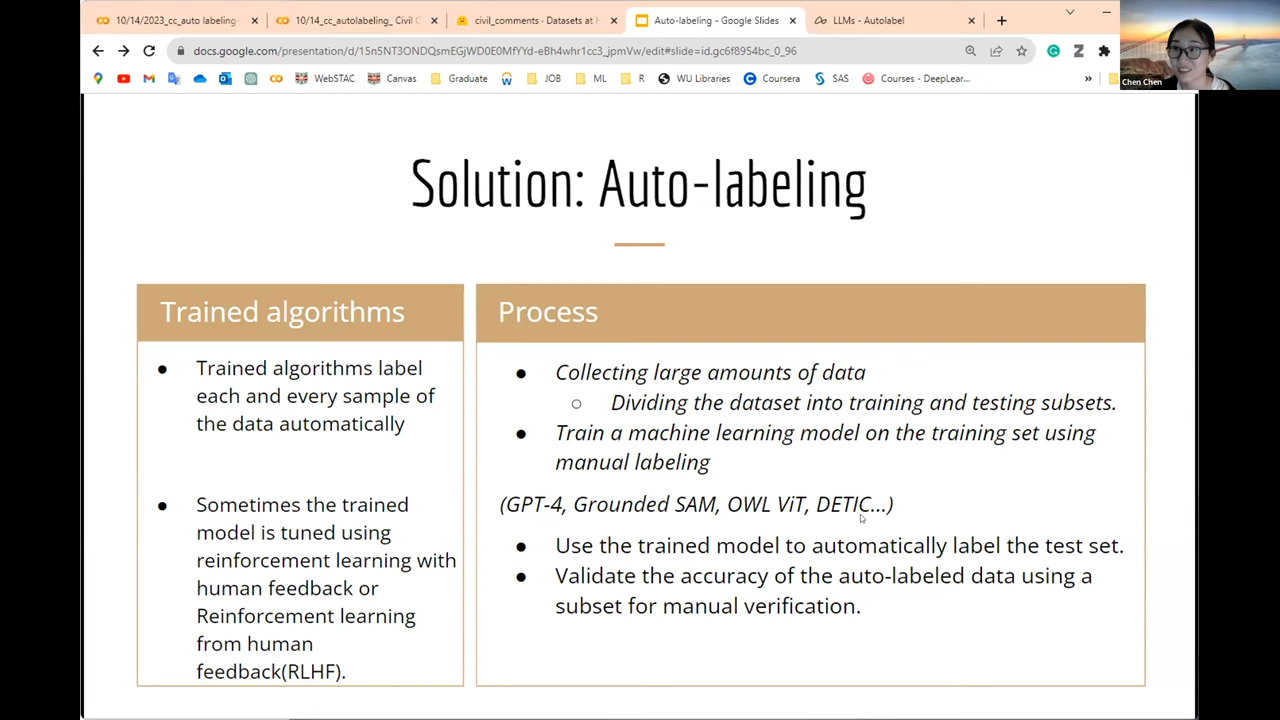 10/14/2023_cc_auto labeling-
10/14_cc_autolabeling_ Civil C
civil_comments · Datasets at H
Auto-labeling - Google Slides
LLMs - Autolabel
docs.google.com/presentation/d/15n5NT3ONDQsmEGjWD0E0MfYYd-eBh4whr1cc3_jpmVw/edit#slide=id.gc6f8954bc_0_96
WebSTAC
Canvas
Graduate
JOB
ML
R
WU Libraries
Coursera
SAS
Courses - DeepLear...
Chen Chen
Solution: Auto-labeling
Trained algorithms
● Trained algorithms label
each and every sample of
the data automatically
● Sometimes the trained
model is tuned using
reinforcement learning with
human feedback or
Reinforcement learning
from human
feedback(RLHF).
Process
● Collecting large amounts of data
○ Dividing the dataset into training and testing subsets.
● Train a machine learning model on the training set using
manual labeling
(GPT-4, Grounded SAM, OWL ViT, DETIC...)
● Use the trained model to automatically label the test set.
● Validate the accuracy of the auto-labeled data using a
subset for manual verification.